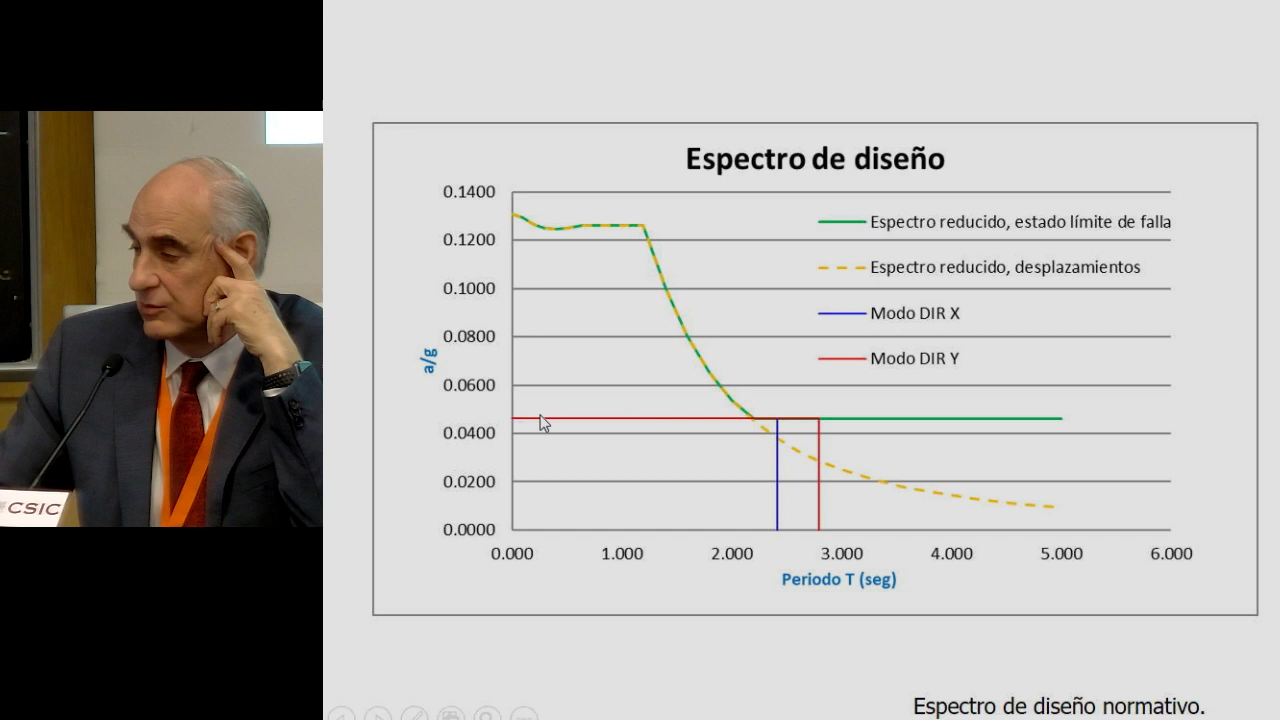 CSIC
Espectro de diseño
0.1400
0.1200
0.1000
0.0800
0.0600
0.0400
0.0200
0.0000
a/g
Espectro reducido, estado límite de falla
Espectro reducido, desplazamientos
Modo DIR X
Modo DIR Y
0.000 1.000 2.000 3.000 4.000 5.000 6.000
Periodo T (seg)
Espectro de diseño normativo.